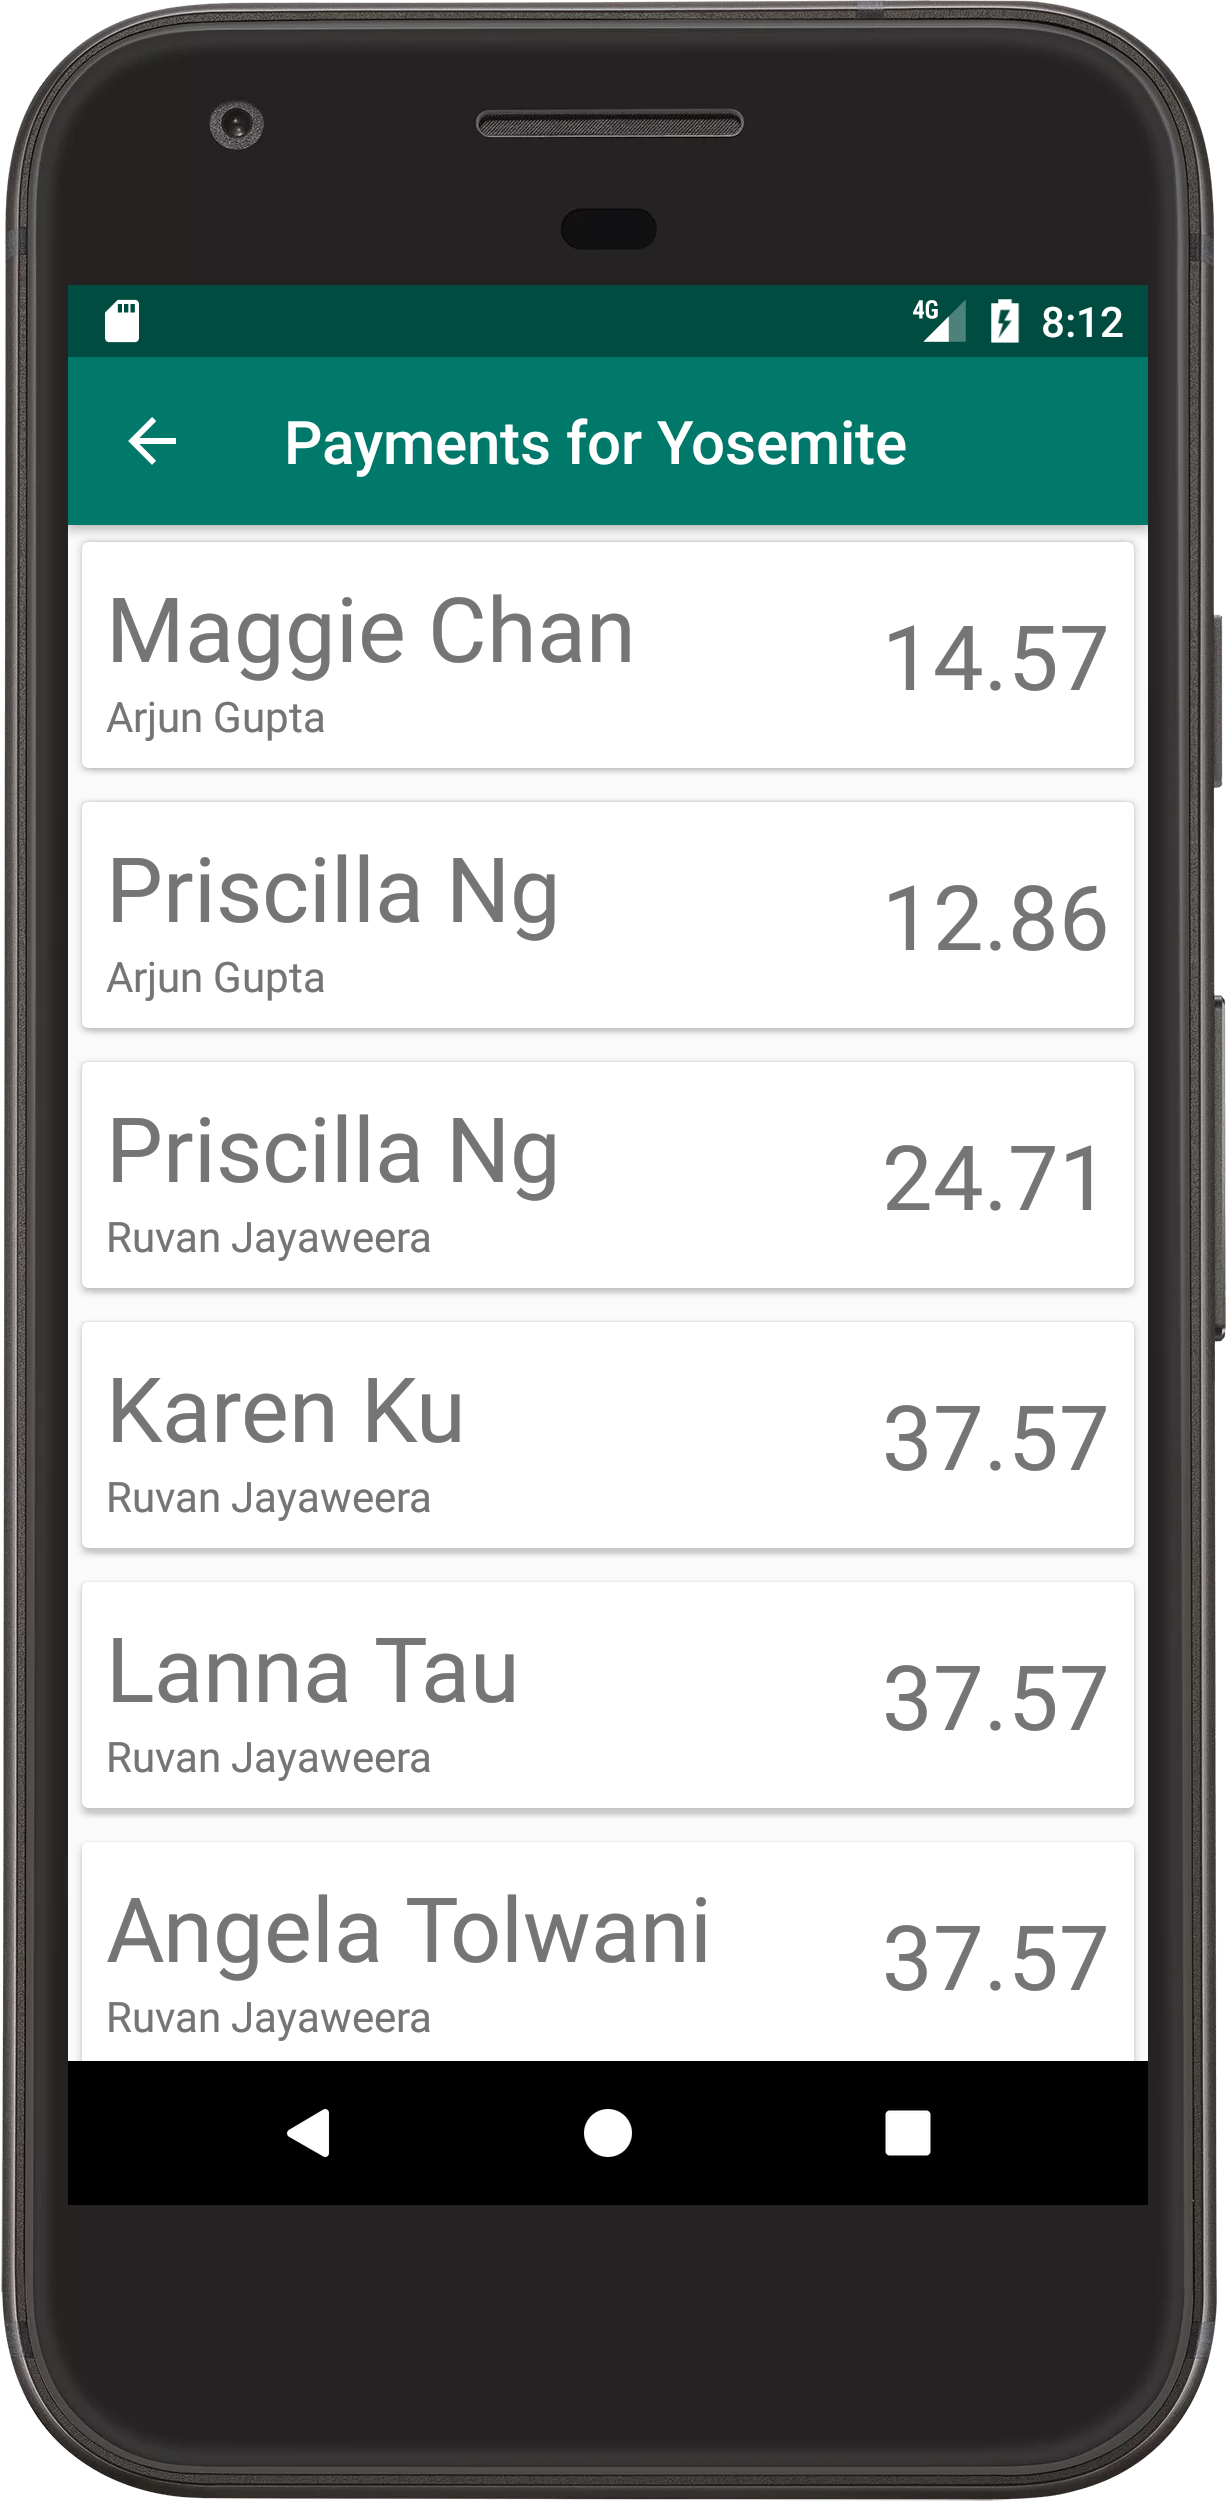 4G 8:12
Payments for Yosemite
Maggie Chan
14.57
Arjun Gupta
Priscilla Ng
12.86
Arjun Gupta
Priscilla Ng
24.71
Ruvan Jayaweera
Karen Ku
37.57
Ruvan Jayaweera
Lanna Tau
37.57
Ruvan Jayaweera
Angela Tolwani
37.57
Ruvan Jayaweera